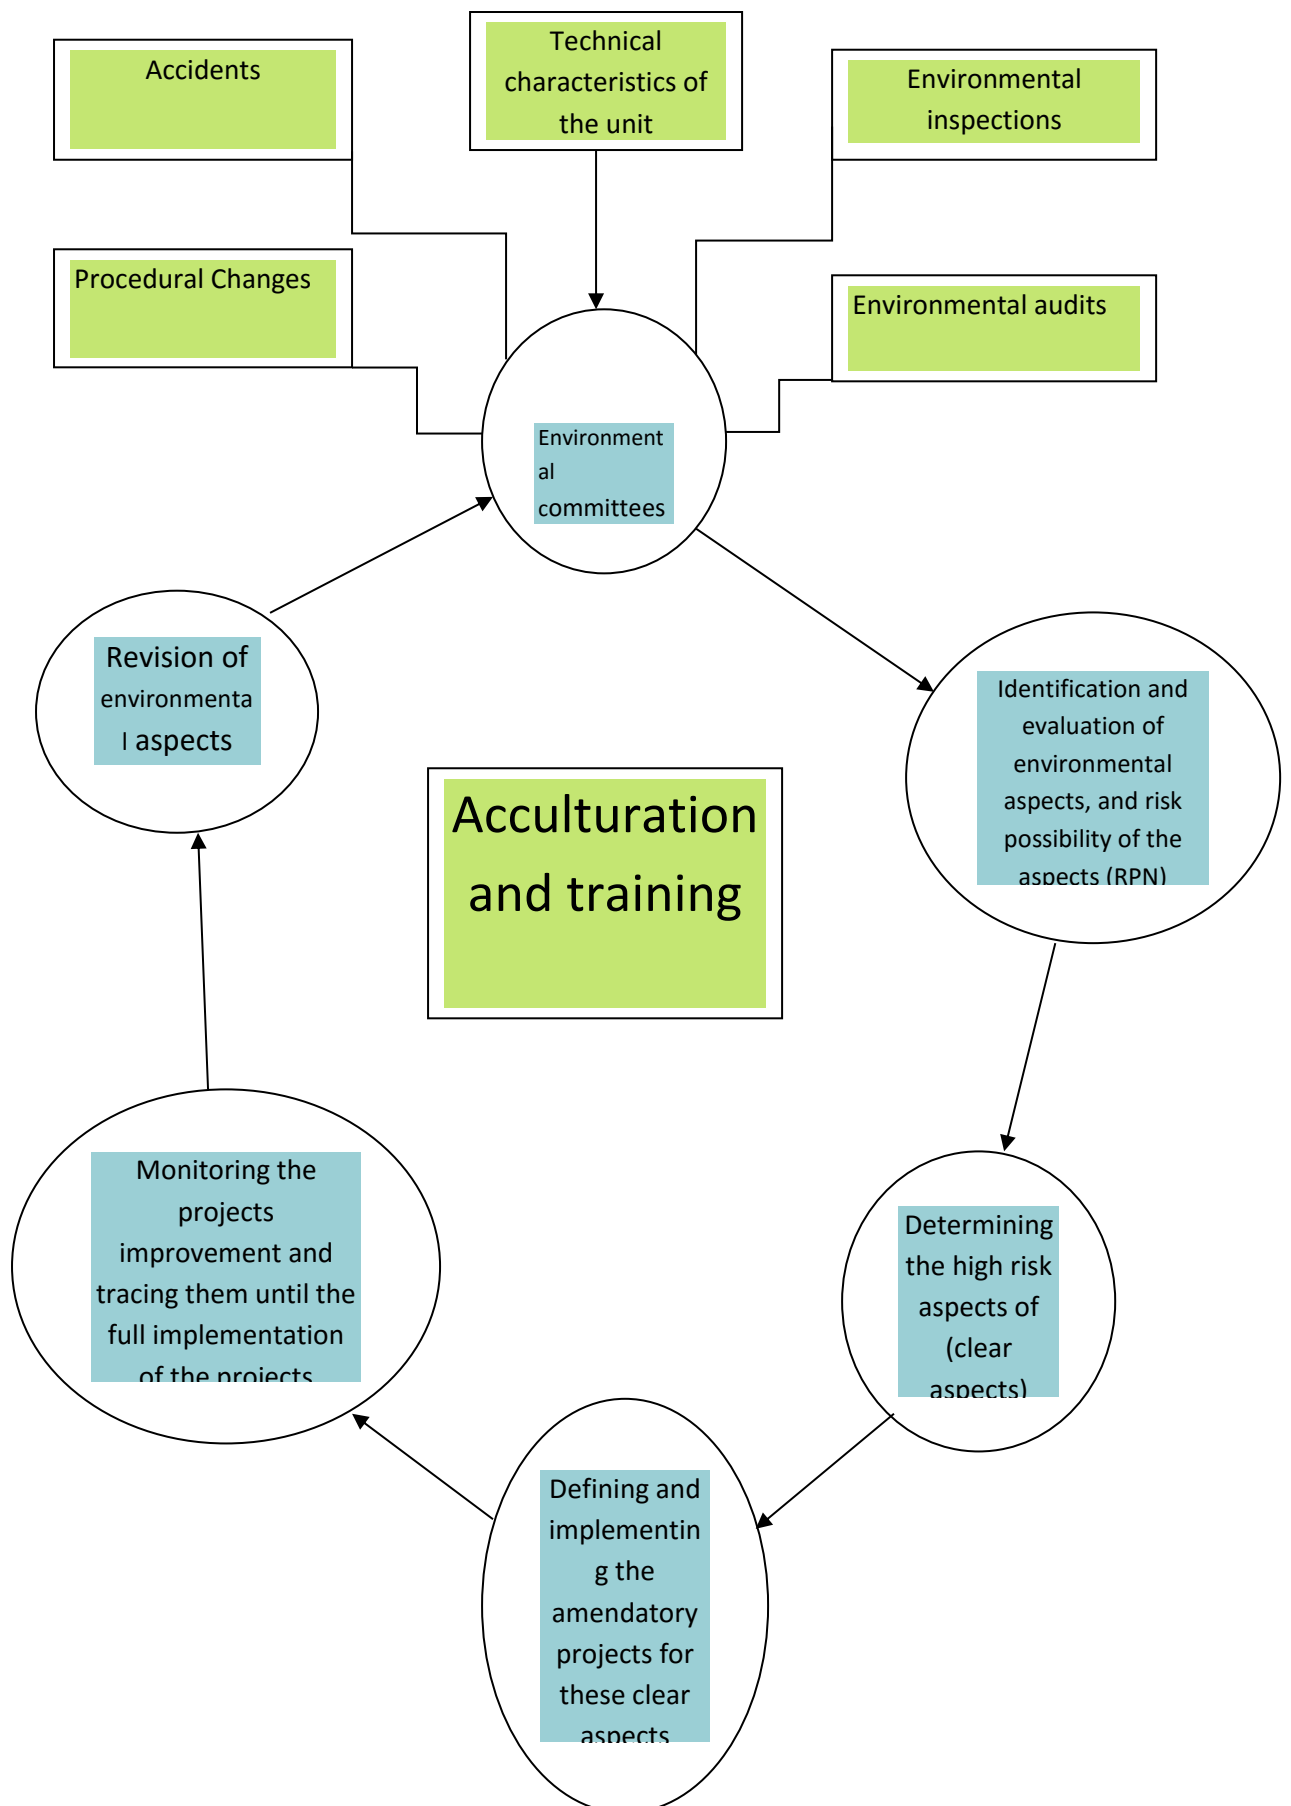 Accidents
Technical
characteristics of
the unit
Environmental
inspections
Procedural Changes
Environmental audits
Environment
al
committees
Revision of
environmenta
l aspects
Identification and
evaluation of
environmental
aspects, and risk
possibility of the
aspects (RPN)
Acculturation
and training
Monitoring the
projects
improvement and
tracing them until the
full implementation
of the projects
Determining
the high risk
aspects of
(clear
aspects)
Defining and
implementin
g the
amendatory
projects for
these clear
aspects